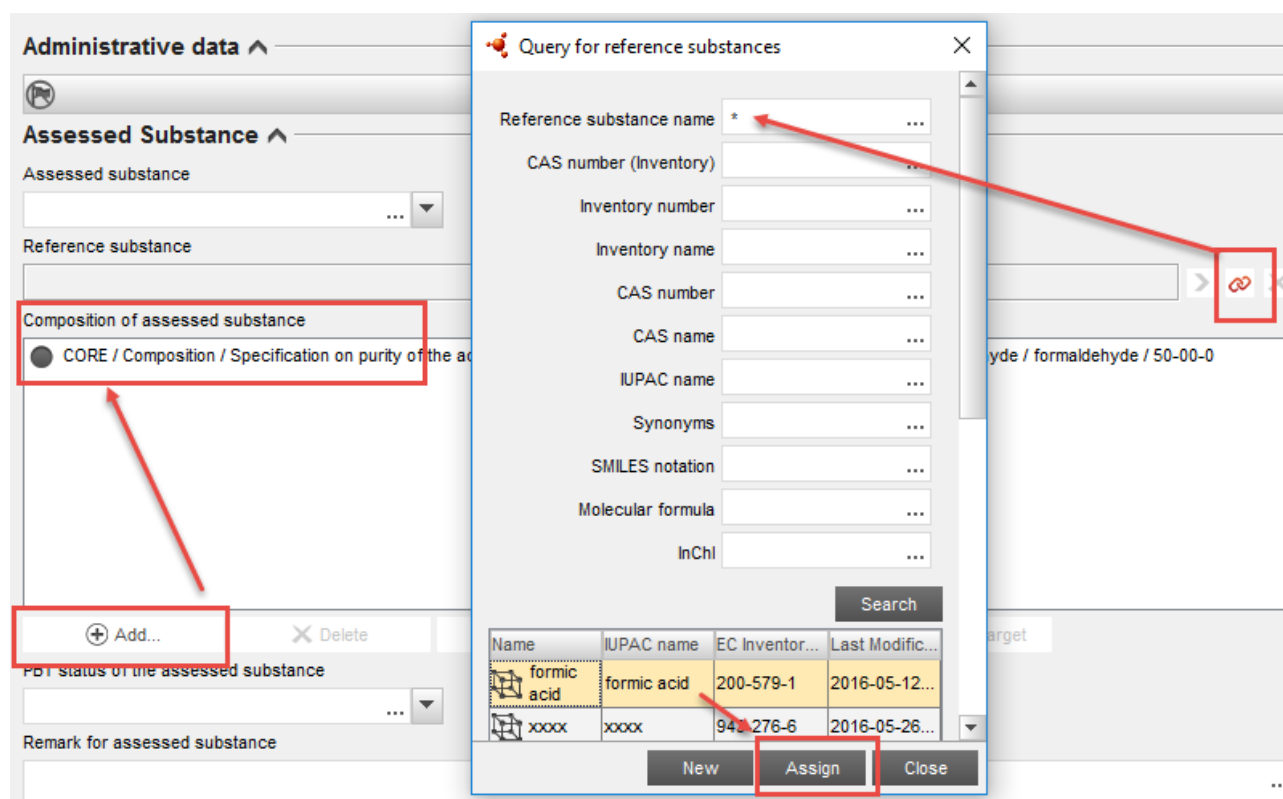 Administrative data
Assessed Substance
Assessed substance
...
Reference substance
Composition of assessed substance
CORE / Composition / Specification on purity of the
yde / formaldehyde / 50-00-0
Add...
Delete
arget
PBT status of the assessed substance
...
Remark for assessed substance
Query for reference substances
Reference substance name * ...
CAS number (Inventory) ...
Inventory number ...
Inventory name ...
CAS number ...
CAS name ...
IUPAC name ...
Synonyms ...
SMILES notation ...
Molecular formula ...
InChI ...
Search
Name IUPAC name EC Inventor... Last Modific...
formic acid formic acid 200-579-1 2016-05-12...
xxxx xxxx 276-6 2016-05-26...
New Assign Close